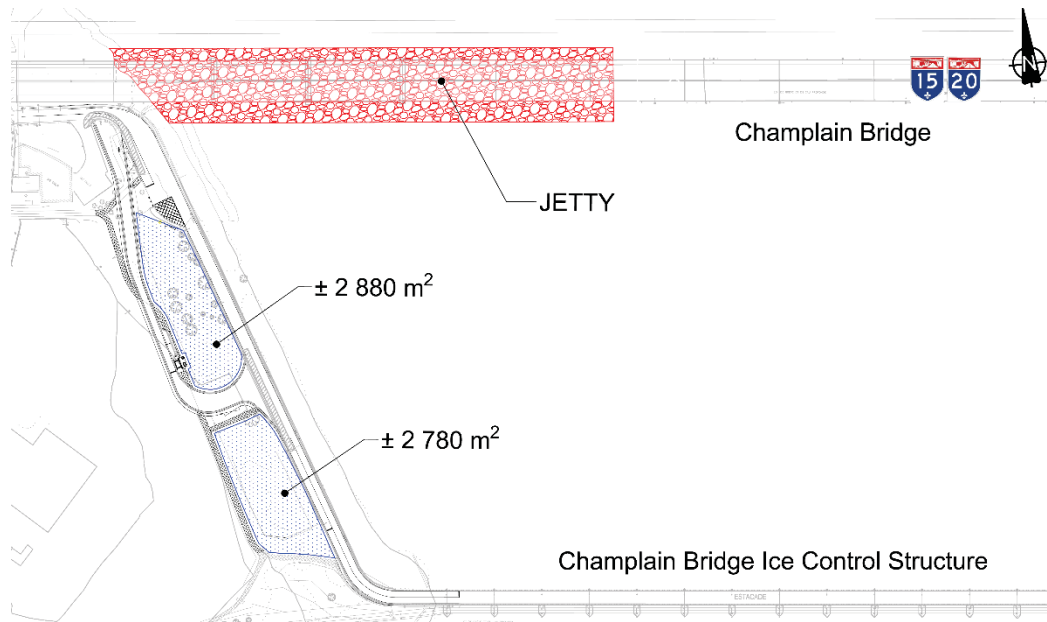 N
15 20
Champlain Bridge
JETTY
± 2 880 m²
± 2 780 m²
Champlain Bridge Ice Control Structure
ESTACADE